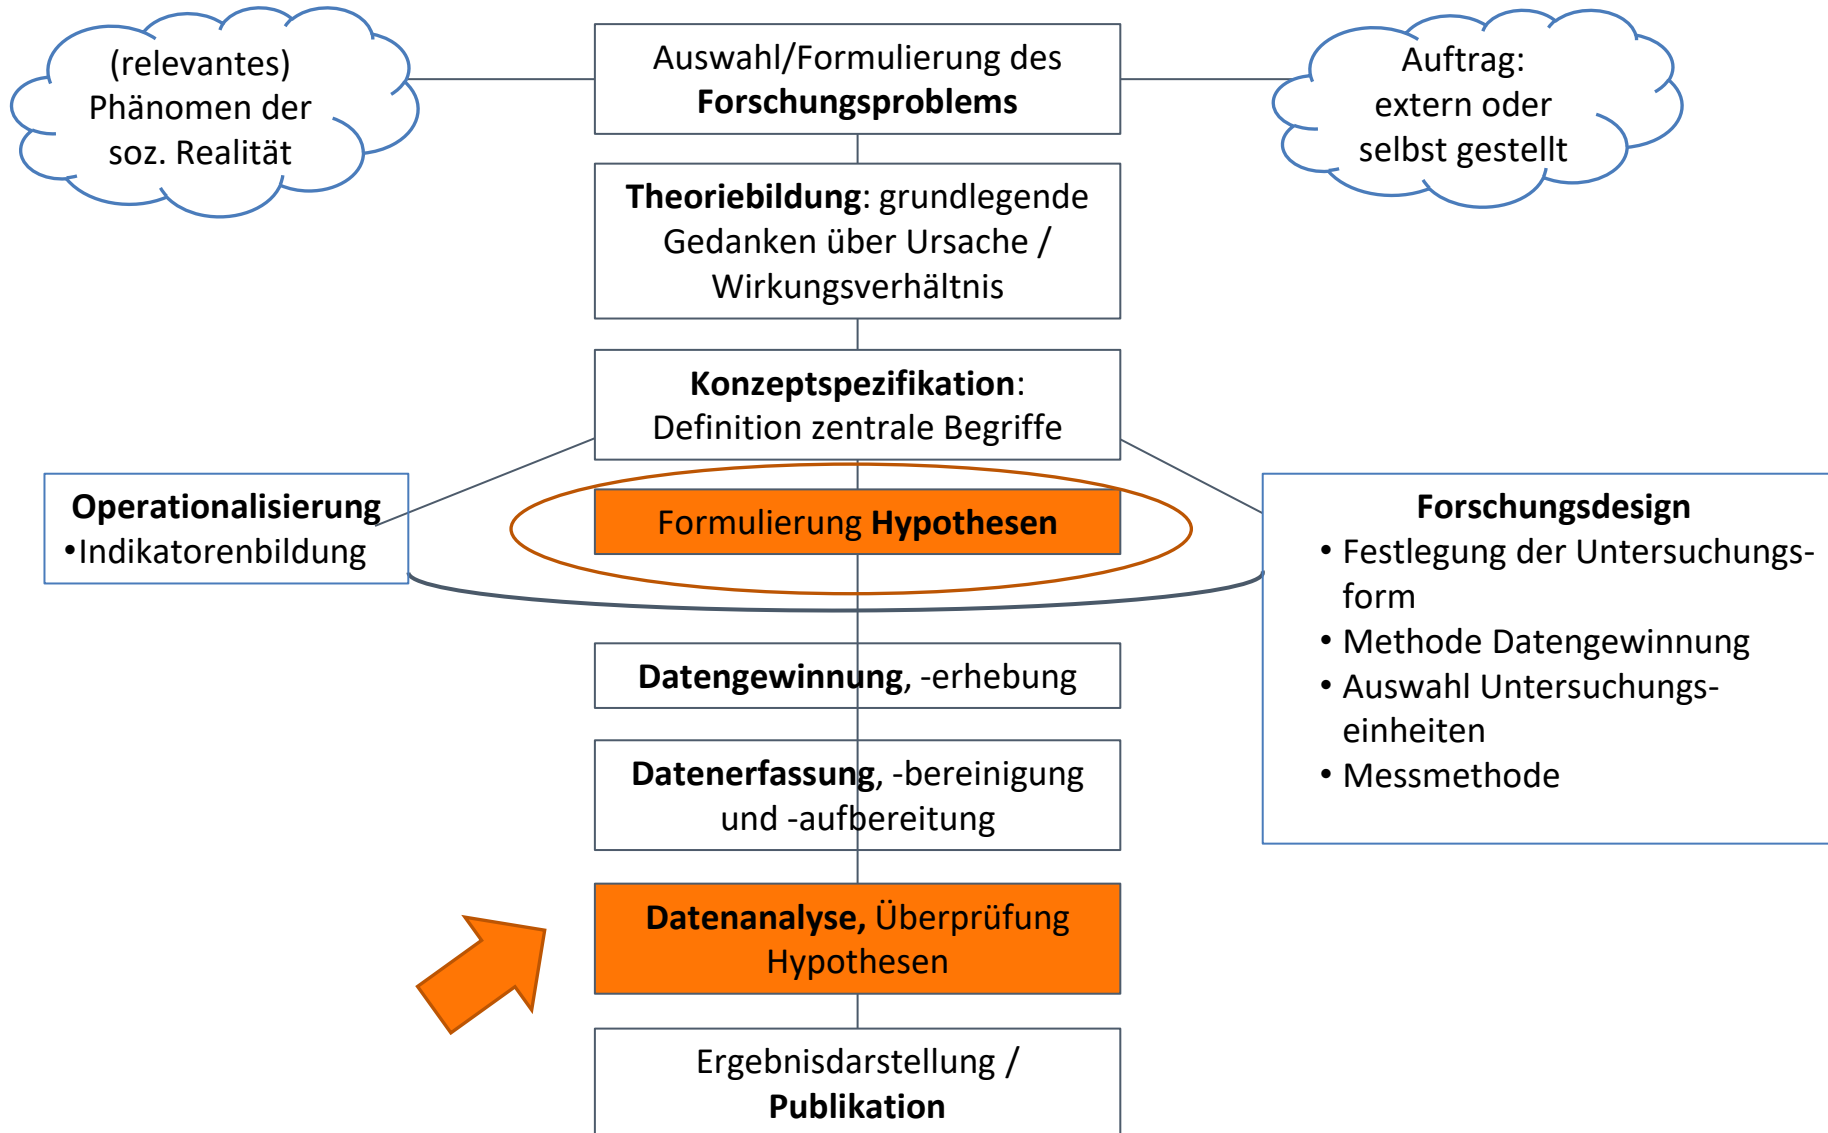 (relevantes)
Phänomen der
soz. Realität
Auswahl/Formulierung des
Forschungsproblems
Auftrag:
extern oder
selbst gestellt
Theoriebildung: grundlegende
Gedanken über Ursache /
Wirkungsverhältnis
Konzeptspezifikation:
Definition zentrale Begriffe
Operationalisierung
•Indikatorenbildung
Formulierung Hypothesen
Forschungsdesign
• Festlegung der Untersuchungs-
form
• Methode Datengewinnung
• Auswahl Untersuchungs-
einheiten
• Messmethode
Datengewinnung, -erhebung
Datenerfassung, -bereinigung
und -aufbereitung
Datenanalyse, Überprüfung
Hypothesen
Ergebnisdarstellung /
Publikation